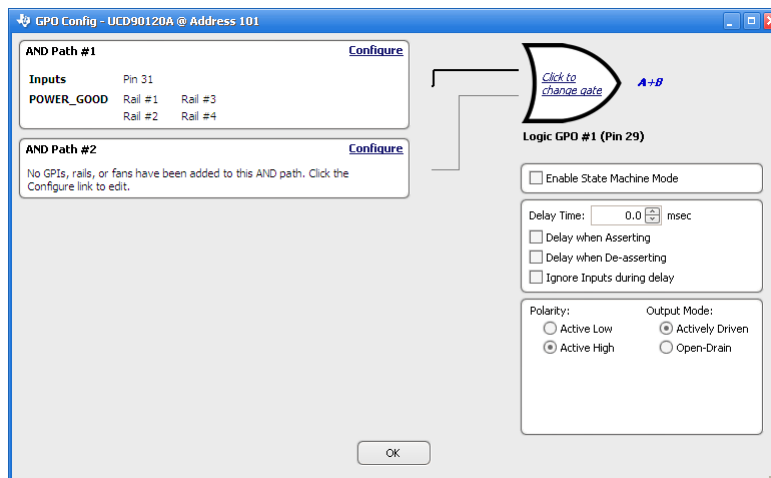 GPO Config - UCD90120A @ Address 101
AND Path #1 Configure
Inputs Pin 31
POWER_GOOD Rail #1 Rail #3
Rail #2 Rail #4
AND Path #2 Configure
No GPIs, rails, or fans have been added to this AND path. Click the
Configure link to edit.
Click to
change gate
A+B
Logic GPO #1 (Pin 29)
Enable State Machine Mode
Delay Time: 0.0 msec
Delay when Asserting
Delay when De-asserting
Ignore Inputs during delay
Polarity: Output Mode:
Active Low Actively Driven
Active High Open-Drain
OK